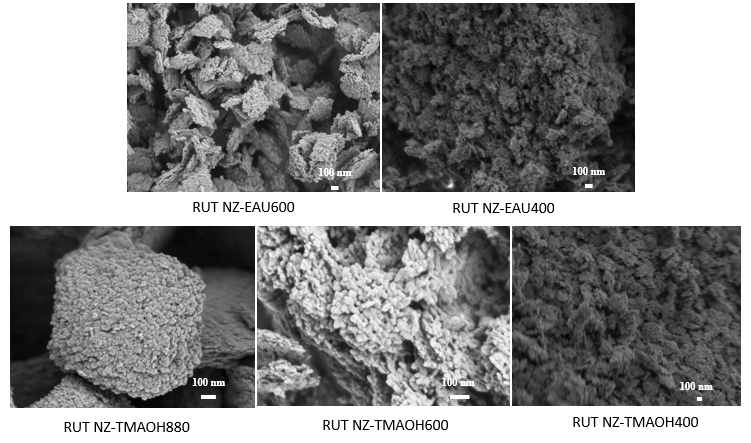 100 nm
100 nm
RUT NZ-EAU600
RUT NZ-EAU400
100 nm
100 nm
100 nm
RUT NZ-TMAOH880
RUT NZ-TMAOH600
RUT NZ-TMAOH400